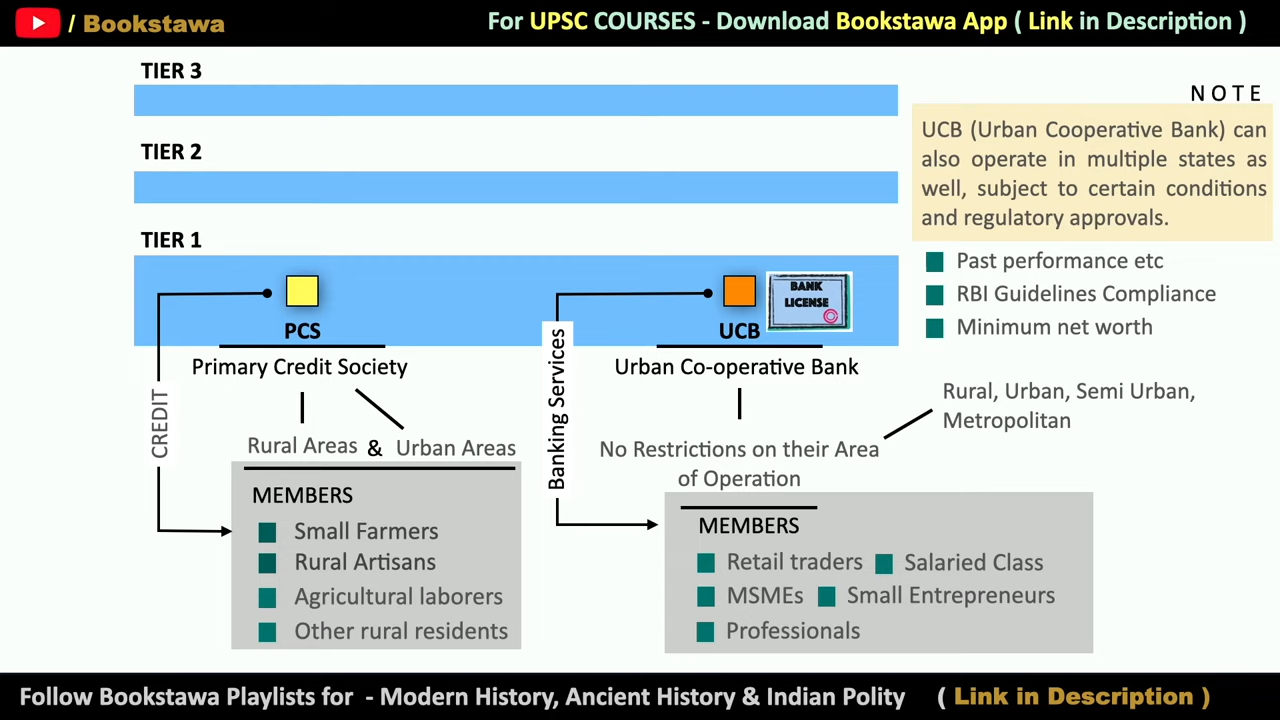 / Bookstawa
For UPSC COURSES - Download Bookstawa App ( Link in Description )
TIER 3
TIER 2
TIER 1
NOTE
UCB (Urban Cooperative Bank) can
also operate in multiple states as
well, subject to certain conditions
and regulatory approvals.
Past performance etc
RBI Guidelines Compliance
Minimum net worth
PCS
Primary Credit Society
CREDIT
Rural Areas & Urban Areas
MEMBERS
Small Farmers
Rural Artisans
Agricultural laborers
Other rural residents
BANK
LICENSE
UCB
Urban Co-operative Bank
Banking Services
No Restrictions on their Area
of Operation
Rural, Urban, Semi Urban,
Metropolitan
MEMBERS
Retail traders Salaried Class
MSMEs Small Entrepreneurs
Professionals
Follow Bookstawa Playlists for - Modern History, Ancient History & Indian Polity ( Link in Description )